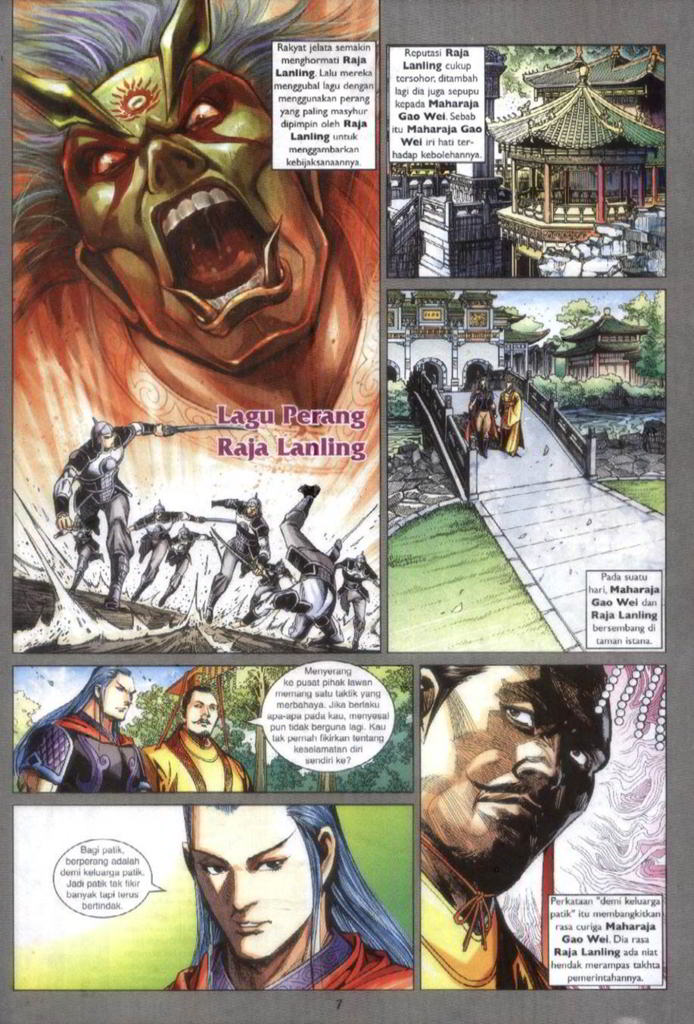 Rakyat jelata semakin
menghormati Raja
Lanling. Lalu mereka
menggubal lagu dengan
menggunakan perang
yang paling masyhur
dipimpin oleh Raja
Lanling untuk
menggambarkan
kebijaksanaannya.
Reputasi Raja
Lanling cukup
tersohor, ditambah
lagi dia juga sepupu
kepada Maharaja
Gao Wei. Sebab
itu Maharaja Gao
Wei iri hati ter-
hadap kebolehannya.
Lagu Perang
Raja Lanling
Pada suatu
hari, Maharaja
Gao Wei dan
Raja Lanling
bersembang di
taman istana.
Menyerang
ke pusat pihak lawan
memang satu taktik yang
merbahaya. Jika berlaku
apa-apa pada kau, menyesal
pun tidak berguna lagi. Kau
tak pernah fikirkan tentang
keselamatan diri
sendiri ke?
Bagi patik,
berperang adalah
demi keluarga patik.
Jadi patik tak fikir
banyak tapi terus
bertindak.
Perkataan "demi keluarga
patik" itu membangkitkan
rasa curiga Maharaja
Gao Wei. Dia rasa
Raja Lanling ada niat
hendak merampas takhta
pemerintahannya.
7